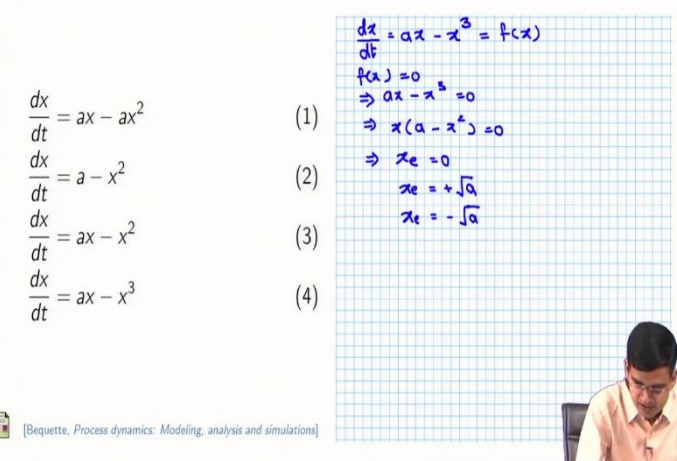 dx/dt = ax − ax² (1)
dx/dt = a − x² (2)
dx/dt = ax − x² (3)
dx/dt = ax − x³ (4)
[Bequette, Process dynamics: Modeling, analysis and simulations]
dx/dt = ax − x³ = f(x)
f(x) = 0
⇒ ax − x³ = 0
⇒ x(a − x²) = 0
⇒ xₑ = 0
xₑ = +√a
xₑ = −√a